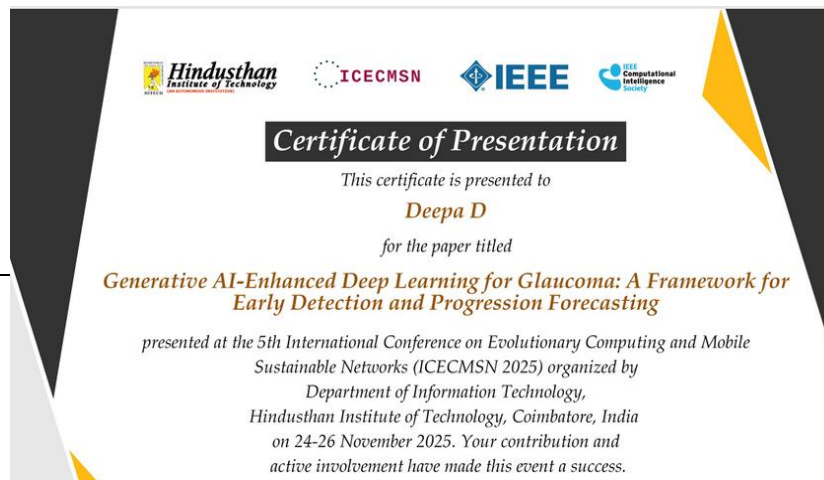 Hindusthan
Institute of Technology
(AN AUTONOMOUS INSTITUTION)
HITECH
ICECMSN
IEEE
IEEE
Computational
Intelligence
Society
Certificate of Presentation
This certificate is presented to
Deepa D
for the paper titled
Generative AI-Enhanced Deep Learning for Glaucoma: A Framework for
Early Detection and Progression Forecasting
presented at the 5th International Conference on Evolutionary Computing and Mobile
Sustainable Networks (ICECMSN 2025) organized by
Department of Information Technology,
Hindusthan Institute of Technology, Coimbatore, India
on 24-26 November 2025. Your contribution and
active involvement have made this event a success.